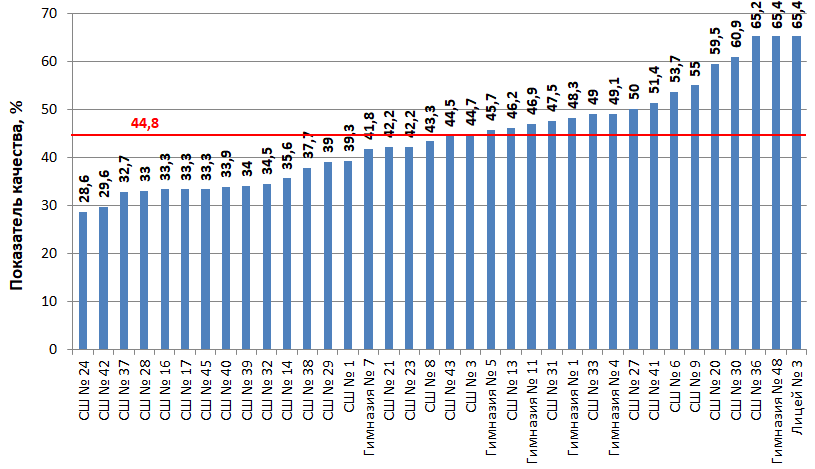 Показатель качества, %
70
60
50
40
30
20
10
0
44,8
28,6
29,6
32,7
33
33,3
33,3
33,3
33,9
34
34,5
35,6
37,7
39
39,3
41,8
42,2
42,2
43,3
44,5
44,7
45,7
46,2
46,9
47,5
48,3
49
49,1
50
51,4
53,7
55
59,5
60,9
65,2
65,4
65,4
СШ № 24
СШ № 42
СШ № 37
СШ № 28
СШ № 16
СШ № 17
СШ № 45
СШ № 40
СШ № 39
СШ № 32
СШ № 14
СШ № 38
СШ № 29
СШ № 1
Гимназия № 7
СШ № 21
СШ № 23
СШ № 8
СШ № 43
СШ № 3
Гимназия № 5
СШ № 13
Гимназия № 11
СШ № 31
Гимназия № 1
СШ № 33
Гимназия № 4
СШ № 27
СШ № 41
СШ № 6
СШ № 9
СШ № 20
СШ № 30
СШ № 36
Гимназия № 48
Лицей № 3